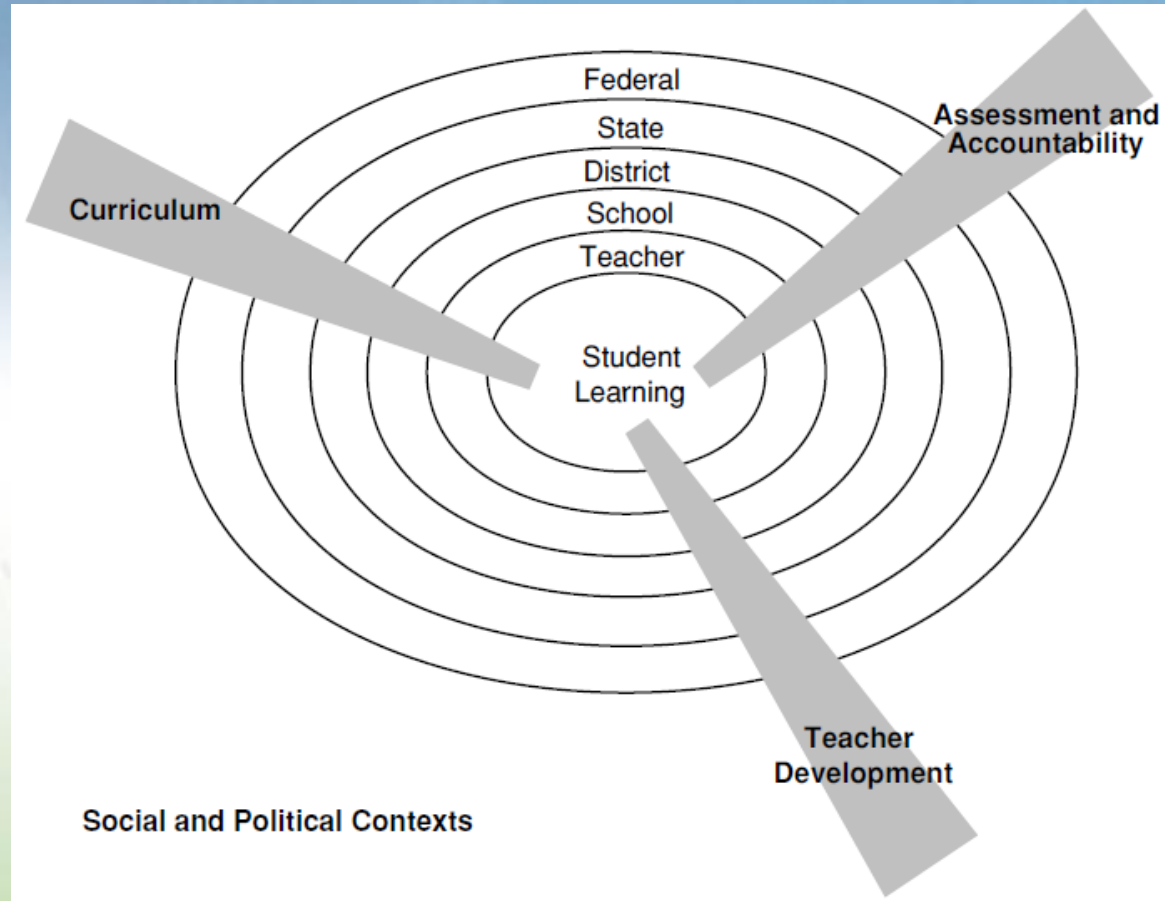 Federal
Assessment and
Accountability
State
District
Curriculum
School
Teacher
Student
Learning
Teacher
Development
Social and Political Contexts